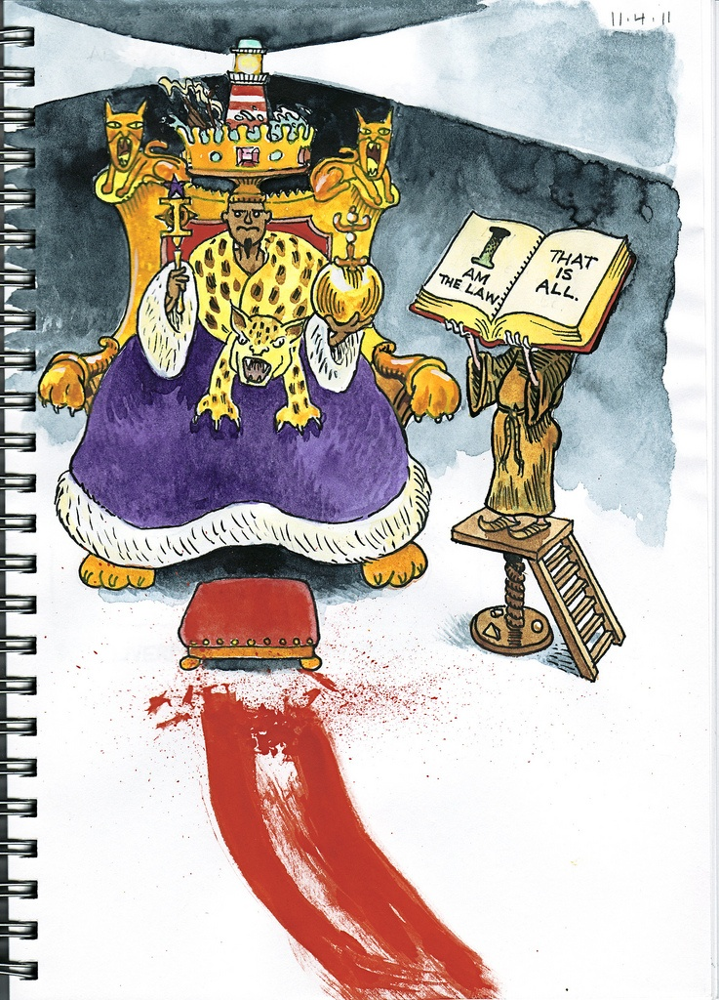 11.4.11
I
AM
THE LAW
THAT
IS
ALL.